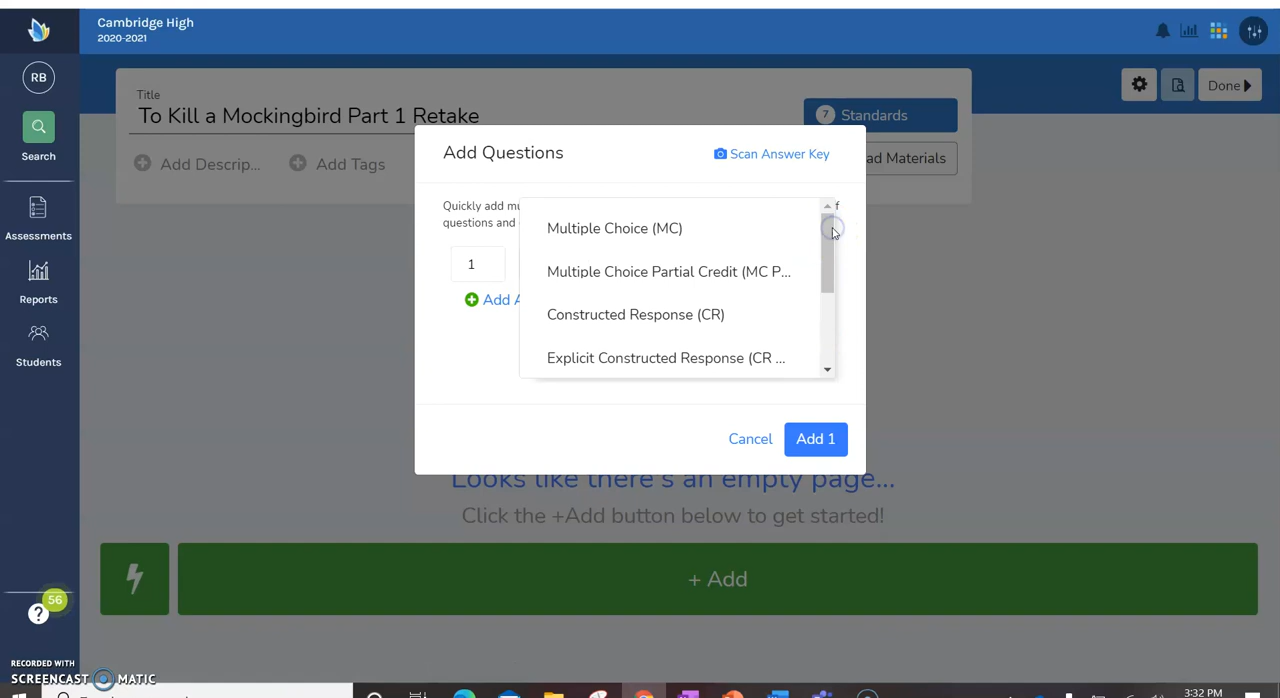 Cambridge High
2020-2021
RB
Search
Assessments
Reports
Students
56
?
Title
To Kill a Mockingbird Part 1 Retake
Add Descrip...
Add Tags
7 Standards
ad Materials
Done
Add Questions
Scan Answer Key
Quickly add mu
f
questions and
1
Add A
Multiple Choice (MC)
Multiple Choice Partial Credit (MC P...
Constructed Response (CR)
Explicit Constructed Response (CR ...
Cancel
Add 1
Looks like there's an empty page...
Click the +Add button below to get started!
+ Add
RECORDED WITH
SCREENCAST MATIC
3:32 PM